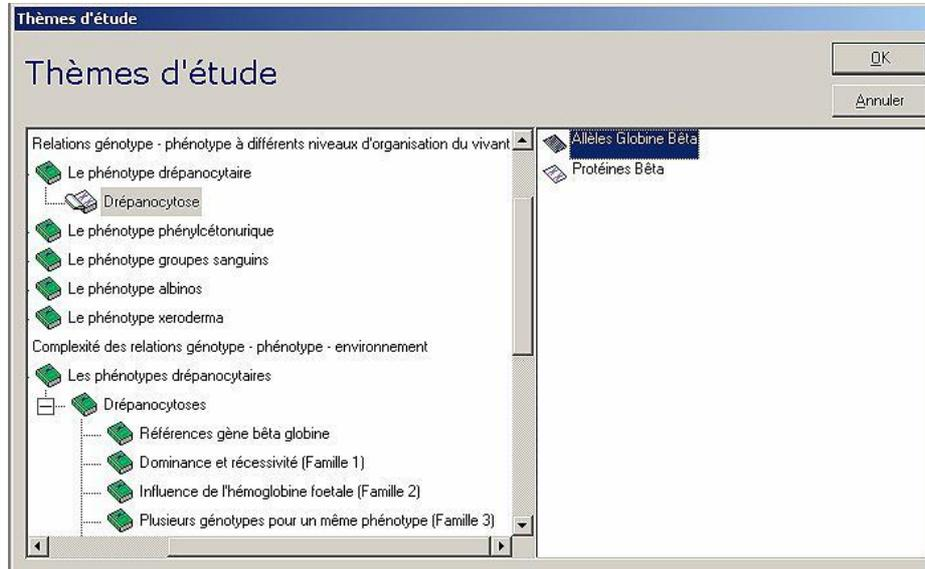 Thèmes d'étude
Thèmes d'étude
OK
Annuler
Relations génotype - phénotype à différents niveaux d'organisation du vivant
Le phénotype drépanocytaire
Drépanocytose
Le phénotype phénylcétonurique
Le phénotype groupes sanguins
Le phénotype albinos
Le phénotype xeroderma
Complexité des relations génotype - phénotype - environnement
Les phénotypes drépanocytaires
Drépanocytoses
Références gène bêta globine
Dominance et récessivité (Famille 1)
Influence de l'hémoglobine foetale (Famille 2)
Plusieurs génotypes pour un même phénotype (Famille 3)
Allèles Globine Bêta
Protéines Bêta